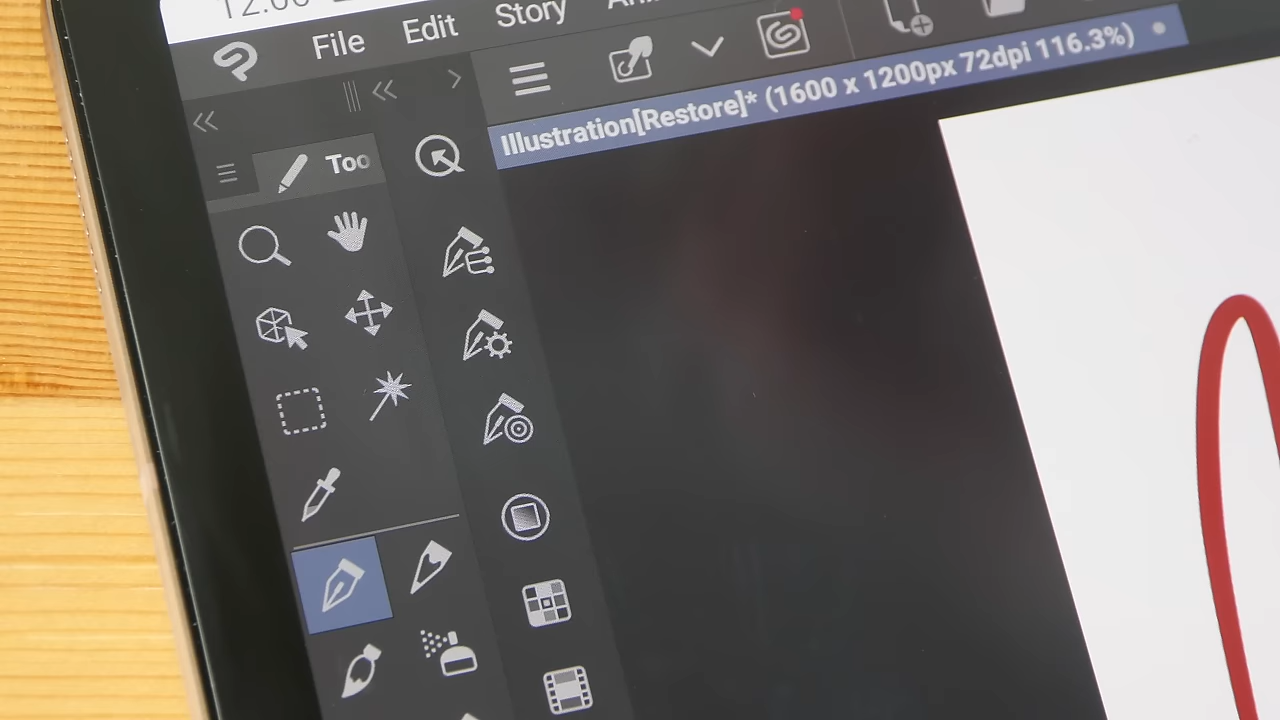 File Edit Story
Illustration[Restore]* (1600 x 1200px 72dpi 116.3%)
Too